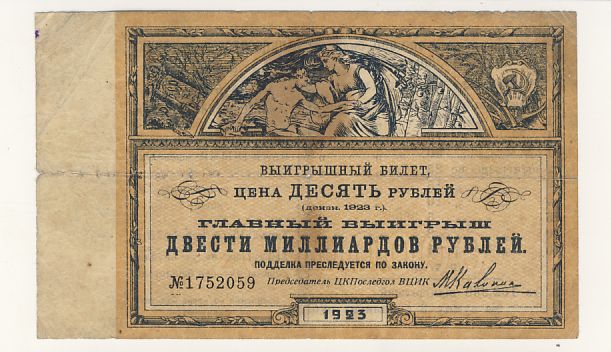 ВЫИГРЫШНЫЙ БИЛЕТ,
ЦЕНА ДЕСЯТЬ РУБЛЕЙ
(дензн. 1923 г.).
ГЛАВНЫЙ ВЫИГРЫШ
ДВЕСТИ МИЛЛИАРДОВ РУБЛЕЙ.
ПОДДЕЛКА ПРЕСЛЕДУЕТСЯ ПО ЗАКОНУ.
№1752059 Председатель ЦКПоследгол ВЦИК МКалинин
1923